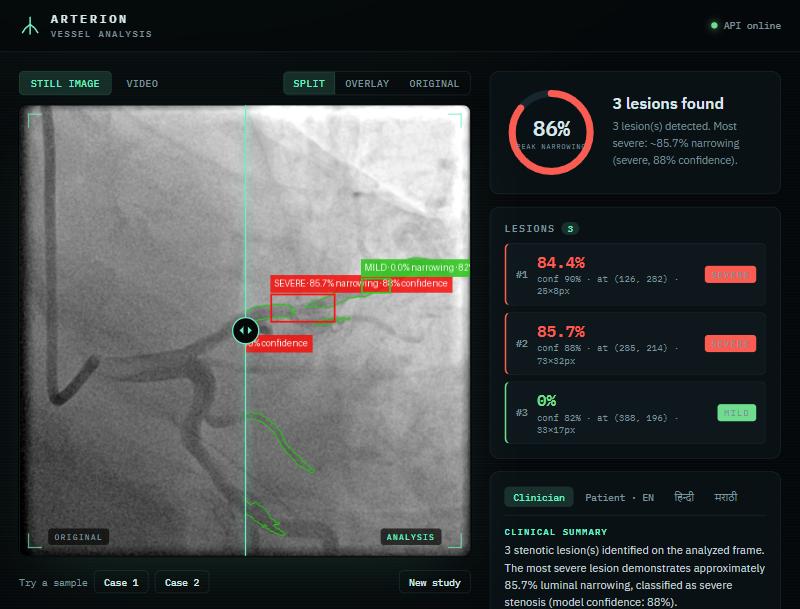 ARTERION
VESSEL ANALYSIS
API online
STILL IMAGE
VIDEO
SPLIT
OVERLAY
ORIGINAL
MILD · 0.0% narrowing · 82%
SEVERE · 85.7% narrowing · 88% confidence
confidence
ORIGINAL
ANALYSIS
Try a sample
Case 1
Case 2
New study
86%
PEAK NARROWING
3 lesions found
3 lesion(s) detected. Most
severe: ~85.7% narrowing
(severe, 88% confidence).
LESIONS 3
#1
84.4%
conf 90% · at (126, 282) ·
25×8px
SEVERE
#2
85.7%
conf 88% · at (285, 214) ·
73×32px
SEVERE
#3
0%
conf 82% · at (388, 196) ·
33×17px
MILD
Clinician
Patient · EN
हिन्दी
मराठी
CLINICAL SUMMARY
3 stenotic lesion(s) identified on the analyzed frame.
The most severe lesion demonstrates approximately
85.7% luminal narrowing, classified as severe
stenosis (model confidence: 88%).